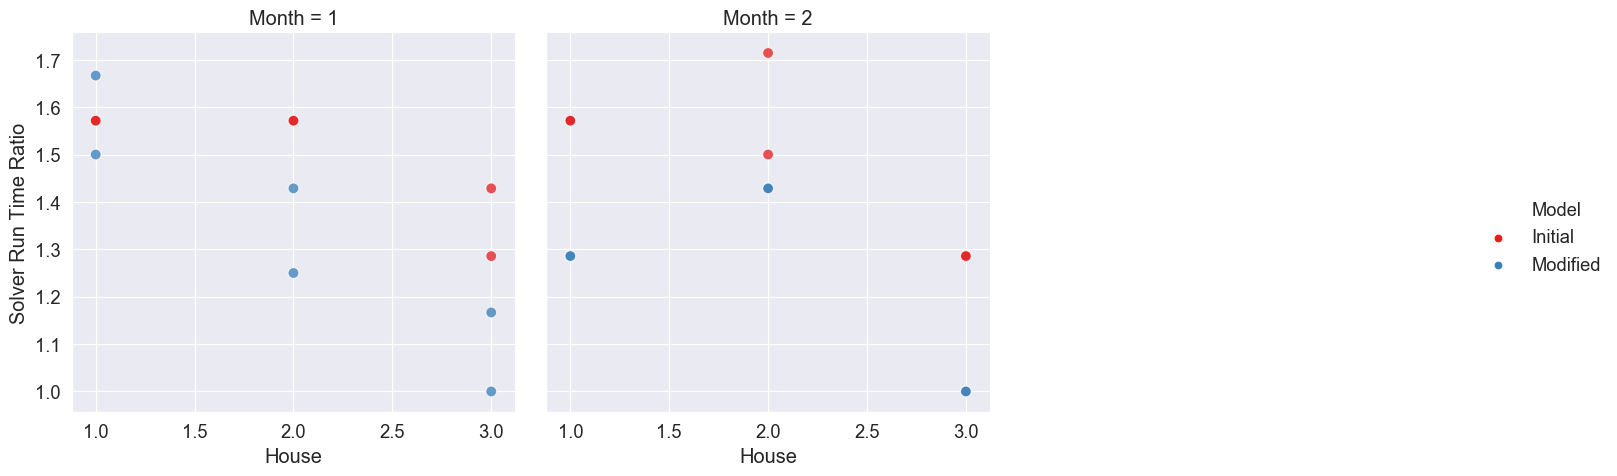 Month = 1
Month = 2
Solver Run Time Ratio
1.7
1.6
1.5
1.4
1.3
1.2
1.1
1.0
1.0 1.5 2.0 2.5 3.0
House
1.0 1.5 2.0 2.5 3.0
House
Model
Initial
Modified